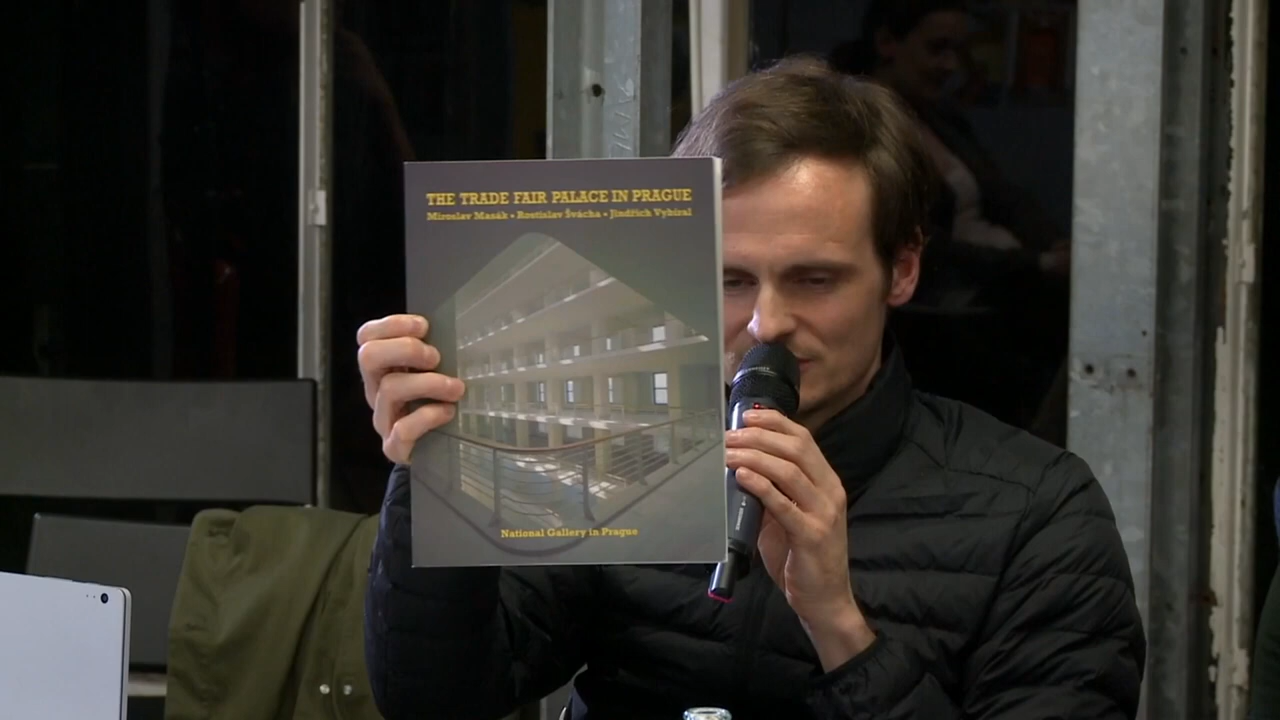 THE TRADE FAIR PALACE IN PRAGUE
Miroslav Masák • Rostislav Švácha • Jindřich Vybíral
National Gallery in Prague